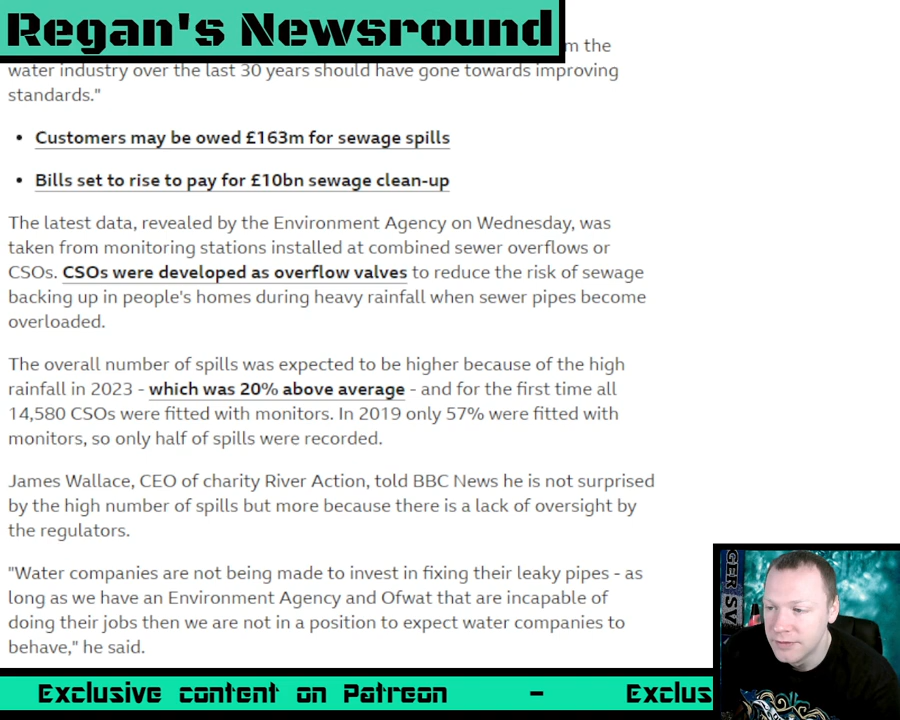 Regan's Newsround
m the
water industry over the last 30 years should have gone towards improving
standards."
• Customers may be owed £163m for sewage spills
• Bills set to rise to pay for £10bn sewage clean-up
The latest data, revealed by the Environment Agency on Wednesday, was
taken from monitoring stations installed at combined sewer overflows or
CSOs. CSOs were developed as overflow valves to reduce the risk of sewage
backing up in people's homes during heavy rainfall when sewer pipes become
overloaded.
The overall number of spills was expected to be higher because of the high
rainfall in 2023 - which was 20% above average - and for the first time all
14,580 CSOs were fitted with monitors. In 2019 only 57% were fitted with
monitors, so only half of spills were recorded.
James Wallace, CEO of charity River Action, told BBC News he is not surprised
by the high number of spills but more because there is a lack of oversight by
the regulators.
"Water companies are not being made to invest in fixing their leaky pipes - as
long as we have an Environment Agency and Ofwat that are incapable of
doing their jobs then we are not in a position to expect water companies to
behave," he said.
GER SV
Exclusive content on Patreon - Exclus